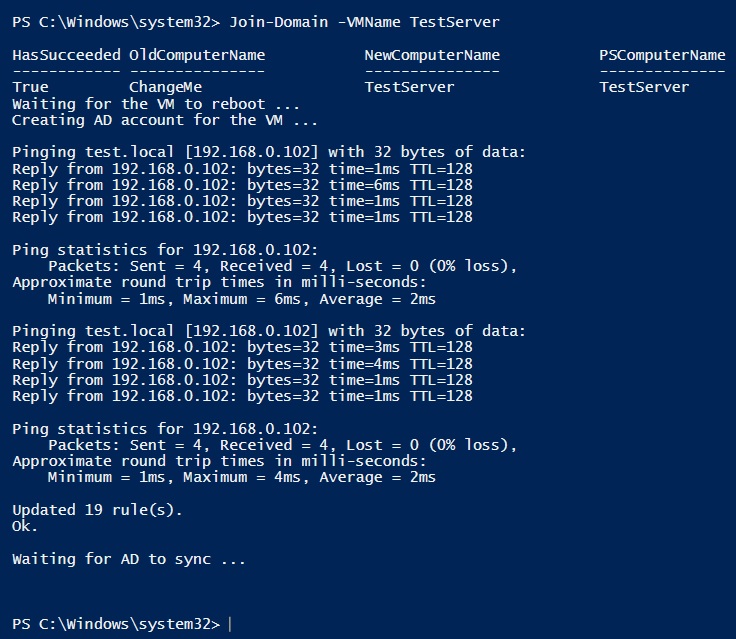 PS C:\Windows\system32> Join-Domain -VMName TestServer
HasSucceeded OldComputerName NewComputerName PSComputerName
------------ --------------- --------------- --------------
True ChangeMe TestServer TestServer
Waiting for the VM to reboot ...
Creating AD account for the VM ...
Pinging test.local [192.168.0.102] with 32 bytes of data:
Reply from 192.168.0.102: bytes=32 time=1ms TTL=128
Reply from 192.168.0.102: bytes=32 time=6ms TTL=128
Reply from 192.168.0.102: bytes=32 time=1ms TTL=128
Reply from 192.168.0.102: bytes=32 time=1ms TTL=128
Ping statistics for 192.168.0.102:
Packets: Sent = 4, Received = 4, Lost = 0 (0% loss),
Approximate round trip times in milli-seconds:
Minimum = 1ms, Maximum = 6ms, Average = 2ms
Pinging test.local [192.168.0.102] with 32 bytes of data:
Reply from 192.168.0.102: bytes=32 time=3ms TTL=128
Reply from 192.168.0.102: bytes=32 time=4ms TTL=128
Reply from 192.168.0.102: bytes=32 time=1ms TTL=128
Reply from 192.168.0.102: bytes=32 time=1ms TTL=128
Ping statistics for 192.168.0.102:
Packets: Sent = 4, Received = 4, Lost = 0 (0% loss),
Approximate round trip times in milli-seconds:
Minimum = 1ms, Maximum = 4ms, Average = 2ms
Updated 19 rule(s).
Ok.
Waiting for AD to sync ...
PS C:\Windows\system32>